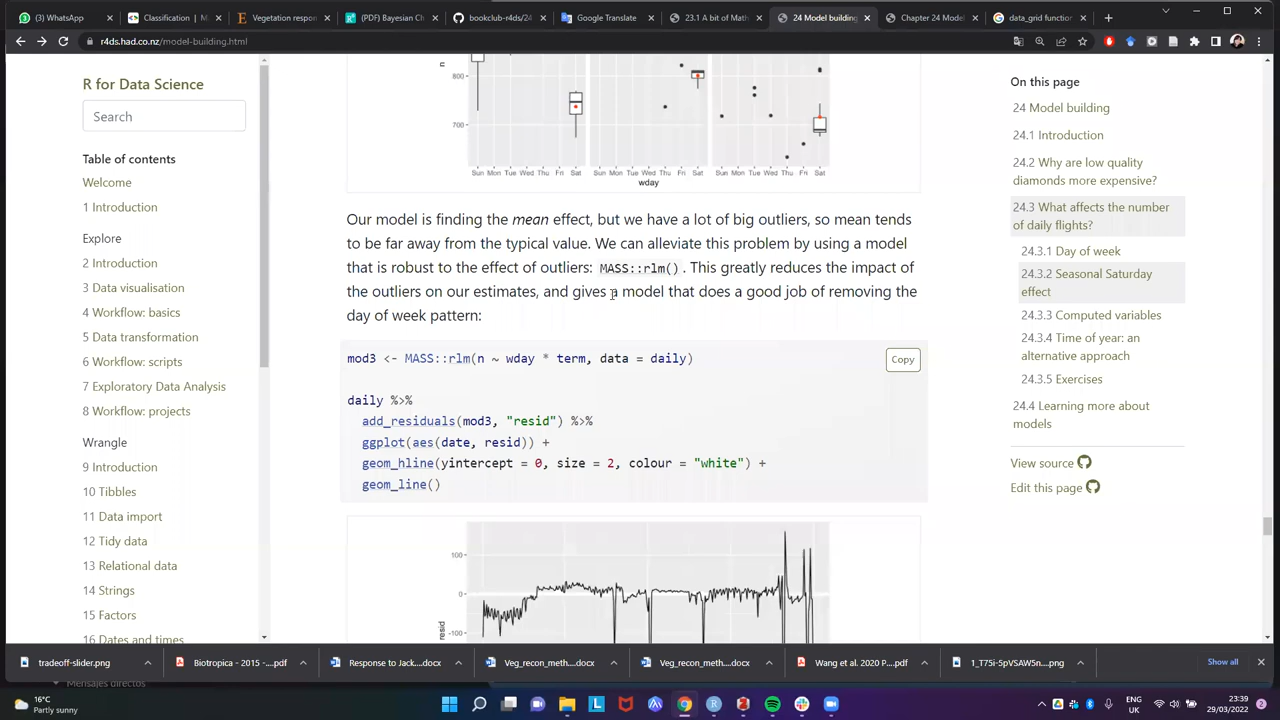 WhatsApp
Classification | M
Vegetation respon
(PDF) Bayesian Ch
bookclub-r4ds/24
Google Translate
23.1 A bit of Math
24 Model building
Chapter 24 Model
data_grid function
r4ds.had.co.nz/model-building.html
R for Data Science
Search
Table of contents
Welcome
1 Introduction
Explore
2 Introduction
3 Data visualisation
4 Workflow: basics
5 Data transformation
6 Workflow: scripts
7 Exploratory Data Analysis
8 Workflow: projects
Wrangle
9 Introduction
10 Tibbles
11 Data import
12 Tidy data
13 Relational data
14 Strings
15 Factors
16 Dates and times
n
800
700
Sun Mon Tue Wed Thu Fri Sat Sun Mon Tue Wed Thu Fri Sat Sun Mon Tue Wed Thu Fri Sat
wday
Our model is finding the mean effect, but we have a lot of big outliers, so mean tends
to be far away from the typical value. We can alleviate this problem by using a model
that is robust to the effect of outliers: MASS::rlm() . This greatly reduces the impact of
the outliers on our estimates, and gives a model that does a good job of removing the
day of week pattern:
mod3 <- MASS::rlm(n ~ wday * term, data = daily)
Copy
daily %>%
add_residuals(mod3, "resid") %>%
ggplot(aes(date, resid)) +
geom_hline(yintercept = 0, size = 2, colour = "white") +
geom_line()
100
0
-100
resid
On this page
24 Model building
24.1 Introduction
24.2 Why are low quality
diamonds more expensive?
24.3 What affects the number
of daily flights?
24.3.1 Day of week
24.3.2 Seasonal Saturday
effect
24.3.3 Computed variables
24.3.4 Time of year: an
alternative approach
24.3.5 Exercises
24.4 Learning more about
models
View source
Edit this page
tradeoff-slider.png
Biotropica - 2015 -....pdf
Response to Jack....docx
Veg_recon_meth....docx
Veg_recon_meth....docx
Wang et al. 2020 P....pdf
1_T75i-5pVSAW5n....png
Show all
Mensajes directos
16°C
Partly sunny
ENG
UK
23:39
29/03/2022